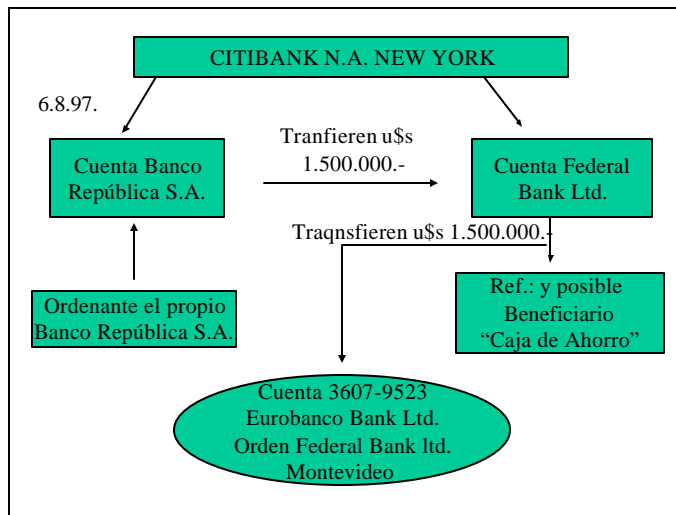 CITIBANK N.A. NEW YORK
6.8.97.
Tranfieren u$s
1.500.000.-
Cuenta Banco
República S.A.
Cuenta Federal
Bank Ltd.
Traqnsfieren u$s 1.500.000.-
Ordenante el propio
Banco República S.A.
Ref.: y posible
Beneficiario
“Caja de Ahorro”
Cuenta 3607-9523
Eurobanco Bank Ltd.
Orden Federal Bank ltd.
Montevideo